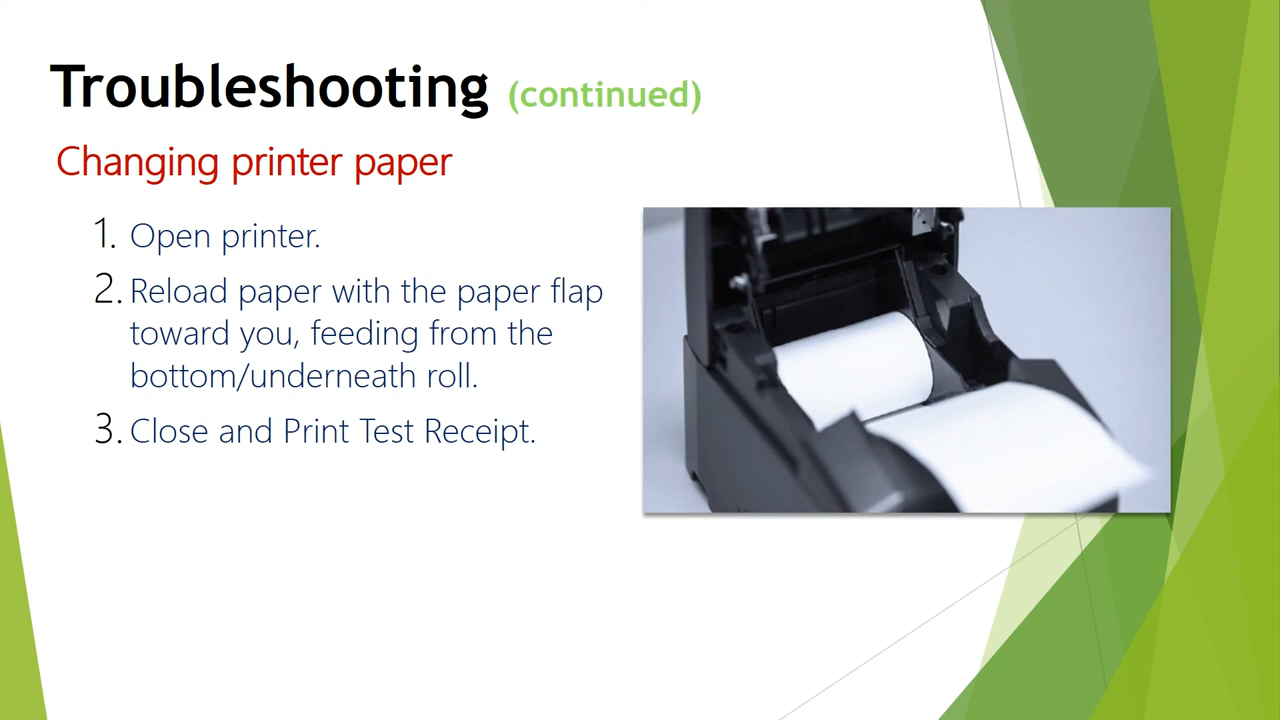 Troubleshooting (continued)
Changing printer paper
1. Open printer.
2. Reload paper with the paper flap
toward you, feeding from the
bottom/underneath roll.
3. Close and Print Test Receipt.